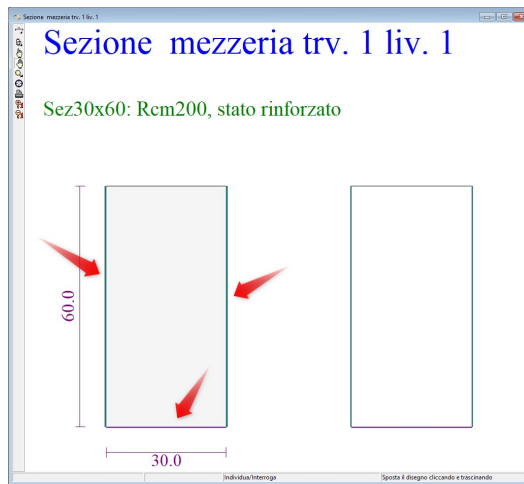 Sezione mezzeria trv. 1 liv. 1
Sezione mezzeria trv. 1 liv. 1
Sez30x60: Rcm200, stato rinforzato
60.0
30.0
Individua/Interroga
Sposta il disegno cliccando e trascinando